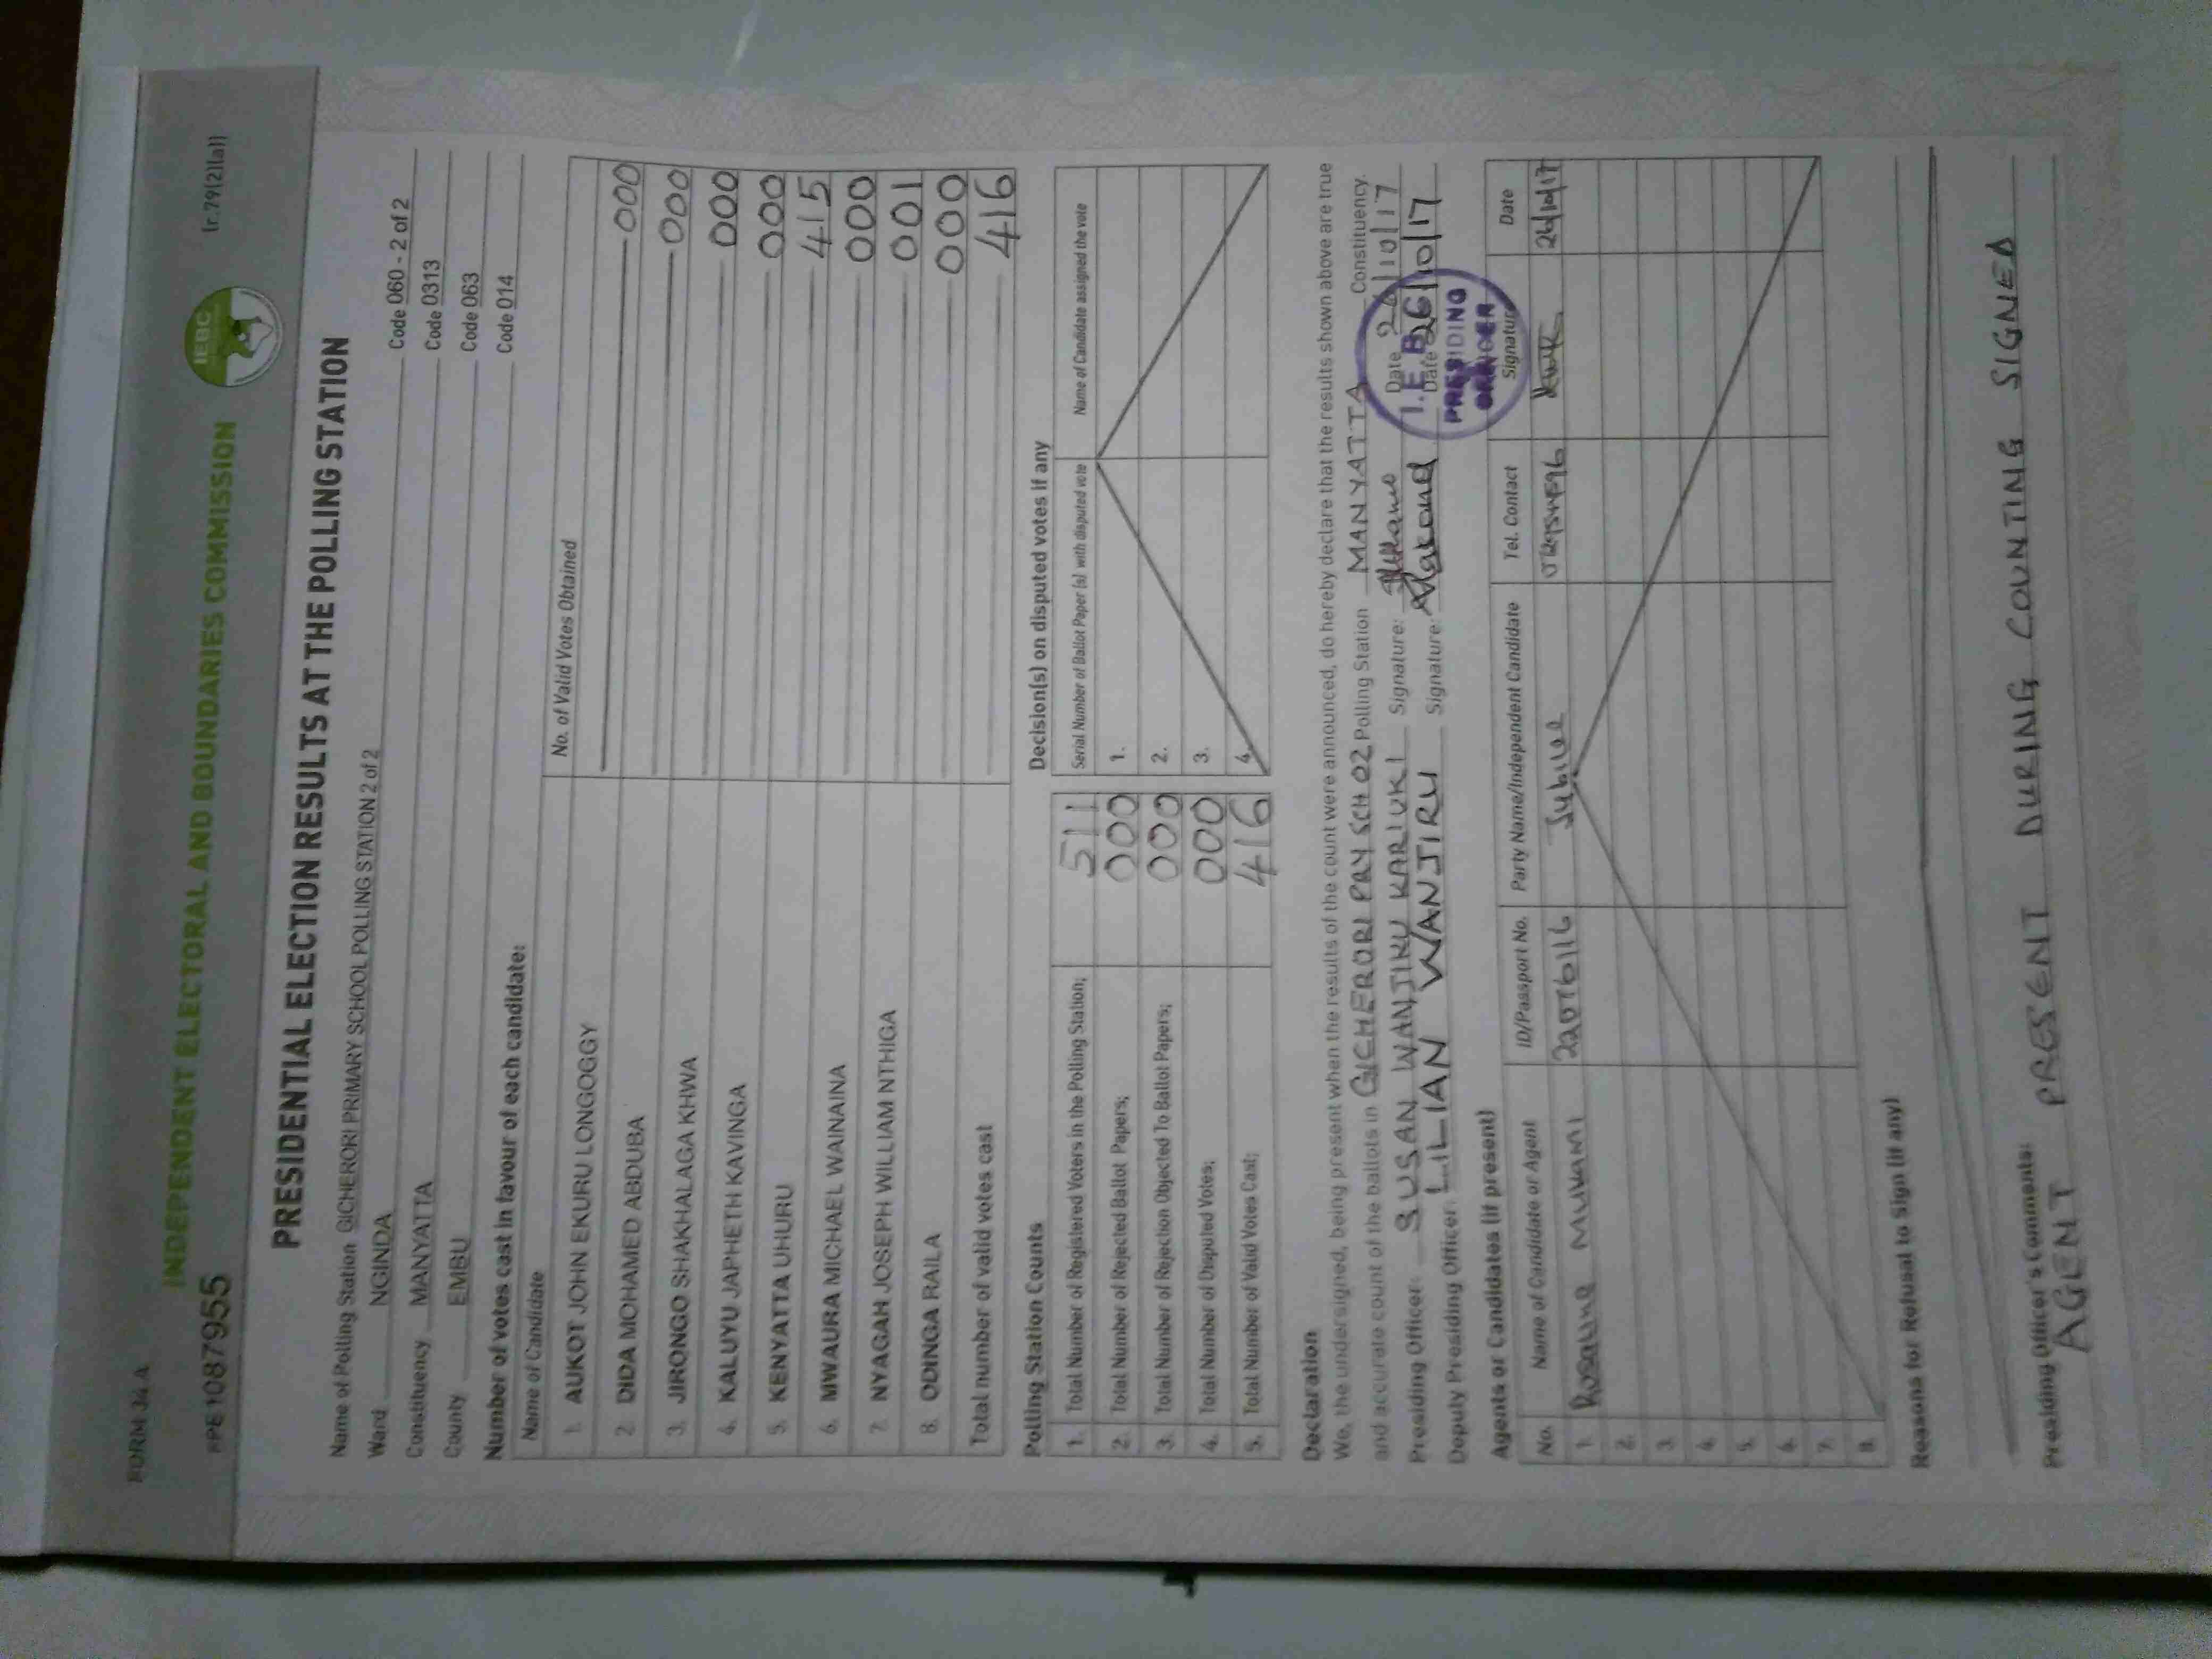 FORM 34 A
INDEPENDENT ELECTORAL AND BOUNDARIES COMMISSION
IEBC
PPE 1087955
(r.79(2)(a))
PRESIDENTIAL ELECTION RESULTS AT THE POLLING STATION
Name of Polling Station GICHERORI PRIMARY SCHOOL POLLING STATION 2 of 2 Code 060 - 2 of 2
Ward NGINDA Code 0313
Constituency MANYATTA Code 063
County EMBU Code 014
Number of votes cast in favour of each candidate:
Name of Candidate No. of Valid Votes Obtained
1. AUKOT JOHN EKURU LONGOGGY 000
2. DIDA MOHAMED ABDUBA 000
3. JIRONGO SHAKHALAGA KHWA 000
4. KALUYU JAPHETH KAVINGA 000
5. KENYATTA UHURU 415
6. MWAURA MICHAEL WAINAINA 000
7. NYAGAH JOSEPH WILLIAM NTHIGA 001
8. ODINGA RAILA 000
Total number of valid votes cast 416
Polling Station Counts
1. Total Number of Registered Voters in the Polling Station; 511
2. Total Number of Rejected Ballot Papers; 000
3. Total Number of Rejection Objected To Ballot Papers; 000
4. Total Number of Disputed Votes; 000
5. Total Number of Valid Votes Cast; 416
Decision(s) on disputed votes if any
Serial Number of Ballot Paper (s) with disputed vote Name of Candidate assigned the vote
1.
2.
3.
4.
Declaration
We, the undersigned, being present when the results of the count were announced, do hereby declare that the results shown above are true
and accurate count of the ballots in GICHERORI PRY SCH 02 Polling Station MANYATTA Constituency.
Presiding Officer: SUSAN WANJIKU KARIUKI Signature: Date 26/10/17
Deputy Presiding Officer: LILIAN WANJIRU Signature: Date 26/10/17
PRESIDING
Agents or Candidates (if present)
No. Name of Candidate or Agent ID/Passport No. Party Name/Independent Candidate Tel. Contact Signature Date
1. Jubilee 26/10/17
2.
3.
4.
5.
6.
7.
8.
Reasons for Refusal to Sign (if any)
Presiding Officer's Comments: PRESENT DURING COUNTING SIGNED
AGENT